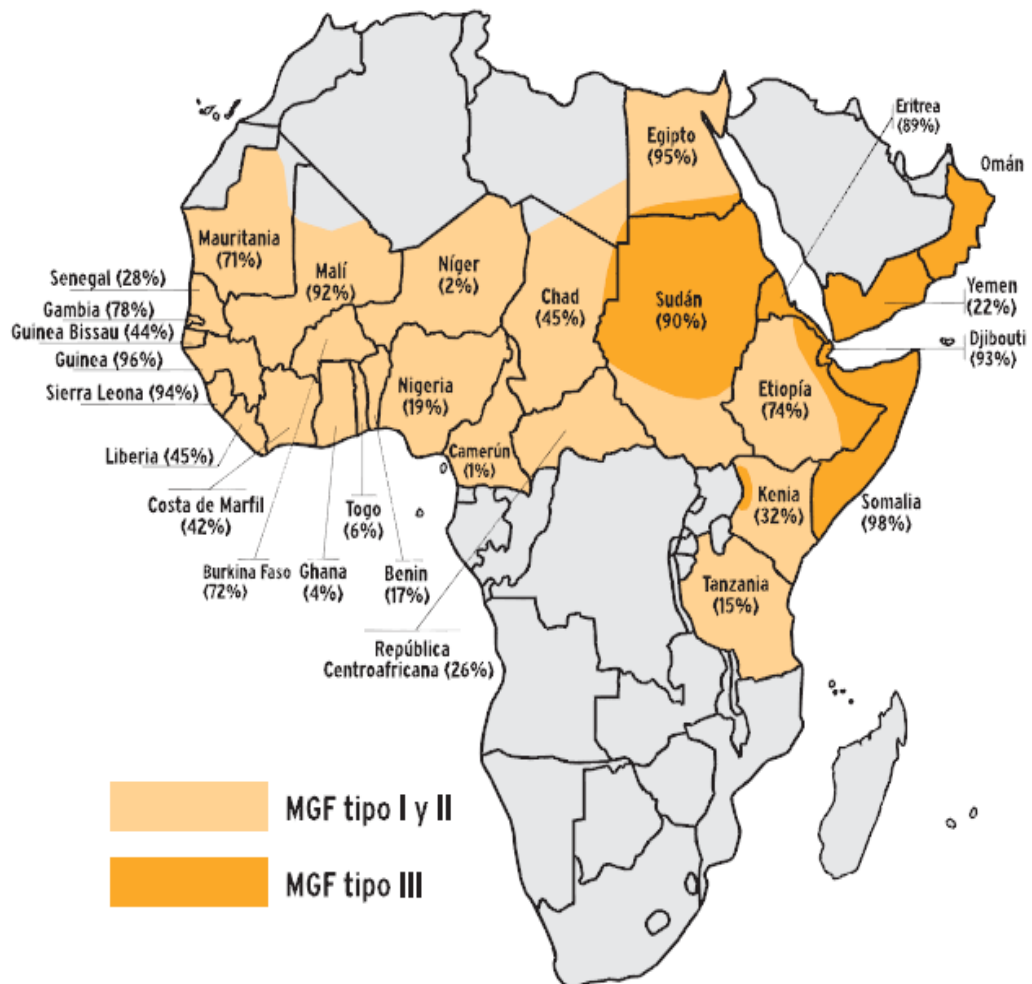 Eritrea
(89%)
Egipto
(95%)
Omán
Mauritania
(71%)
Malí
(92%)
Níger
(2%)
Chad
(45%)
Sudán
(90%)
Yemen
(22%)
Senegal (28%)
Gambia (78%)
Guinea Bissau (44%)
Guinea (96%)
Sierra Leona (94%)
Djibouti
(93%)
Nigeria
(19%)
Etiopía
(74%)
Liberia (45%)
Camerún
(1%)
Costa de Marfil
(42%)
Togo
(6%)
Kenia
(32%)
Somalia
(98%)
Burkina Faso
(72%)
Ghana
(4%)
Benin
(17%)
Tanzania
(15%)
República
Centroafricana (26%)
MGF tipo I y II
MGF tipo III